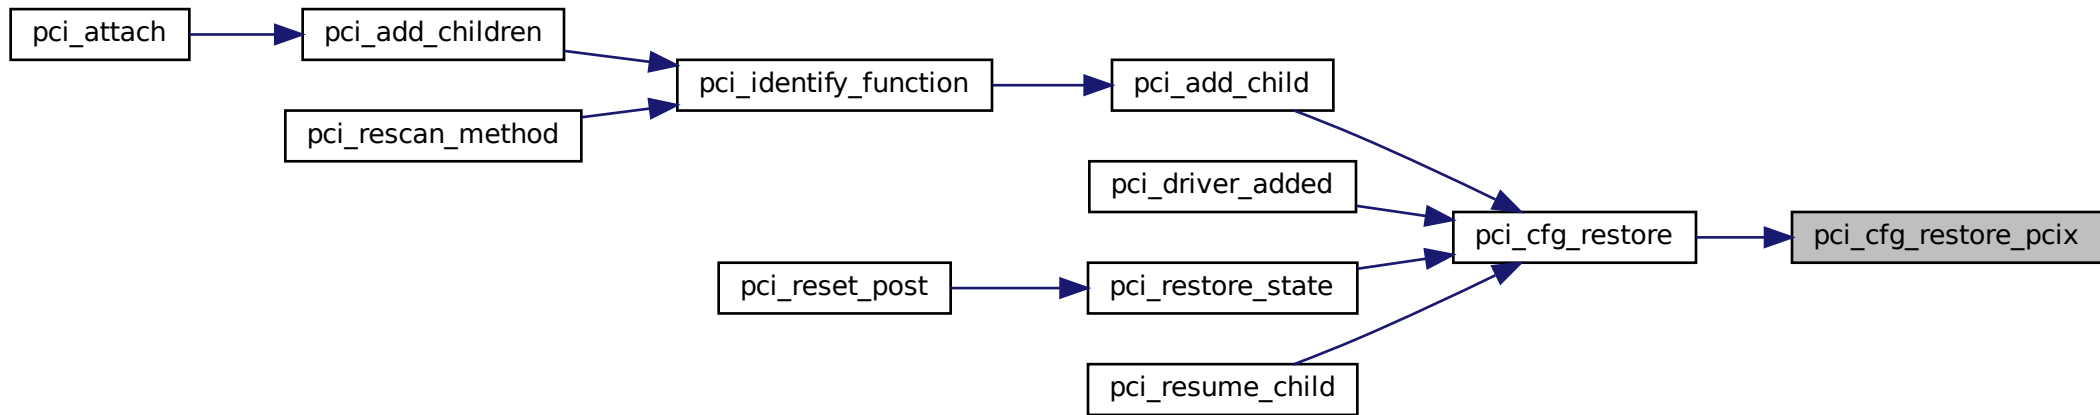 pci_attach
pci_add_children
pci_identify_function
pci_add_child
pci_rescan_method
pci_driver_added
pci_cfg_restore
pci_cfg_restore_pcix
pci_reset_post
pci_restore_state
pci_resume_child